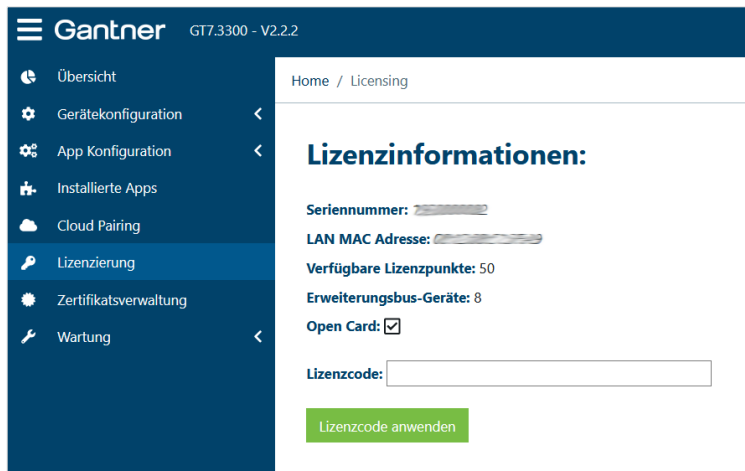 Gantner GT7.3300 - V2.2.2
Übersicht
Gerätekonfiguration
App Konfiguration
Installierte Apps
Cloud Pairing
Lizenzierung
Zertifikatsverwaltung
Wartung
Home / Licensing
Lizenzinformationen:
Seriennummer:
LAN MAC Adresse:
Verfügbare Lizenzpunkte: 50
Erweiterungsbus-Geräte: 8
Open Card:
Lizenzcode:
Lizenzcode anwenden